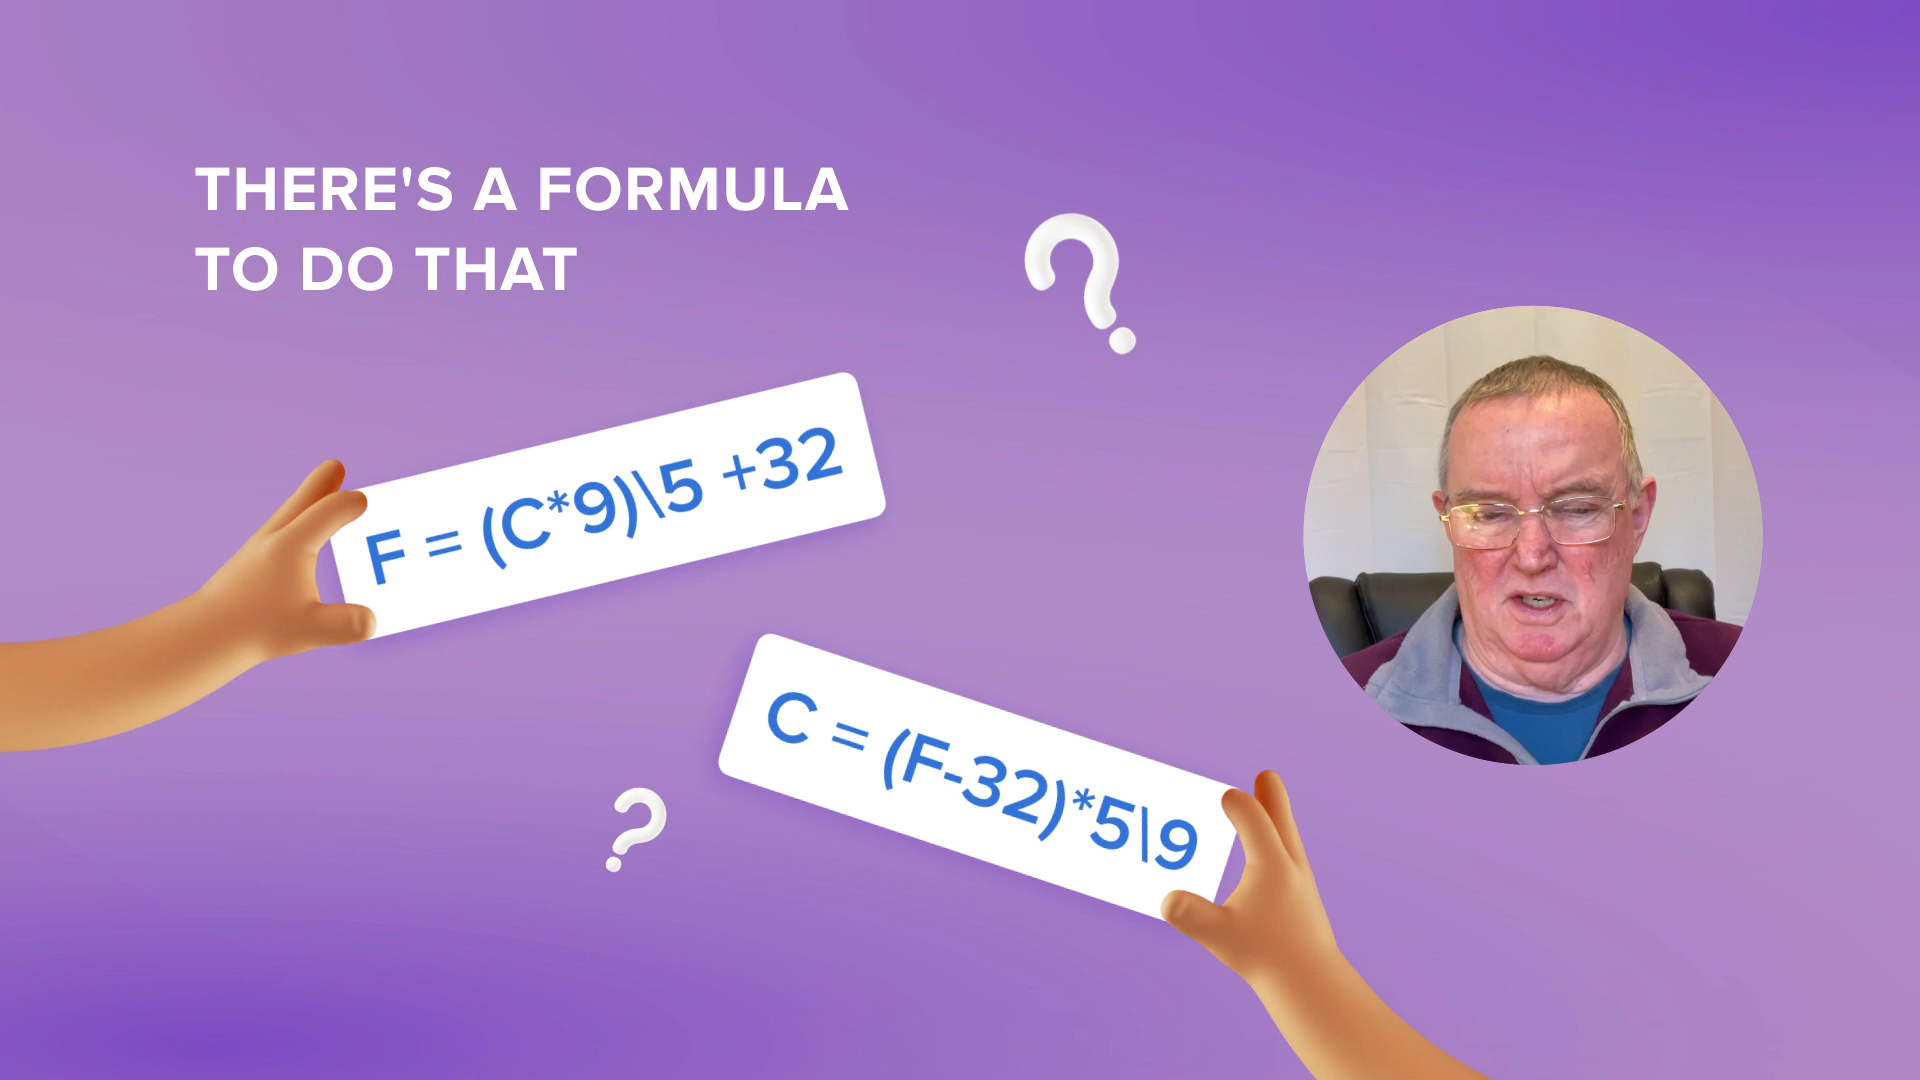 THERE'S A FORMULA
TO DO THAT
F = (C*9)\5 +32
C = (F-32)*5\9